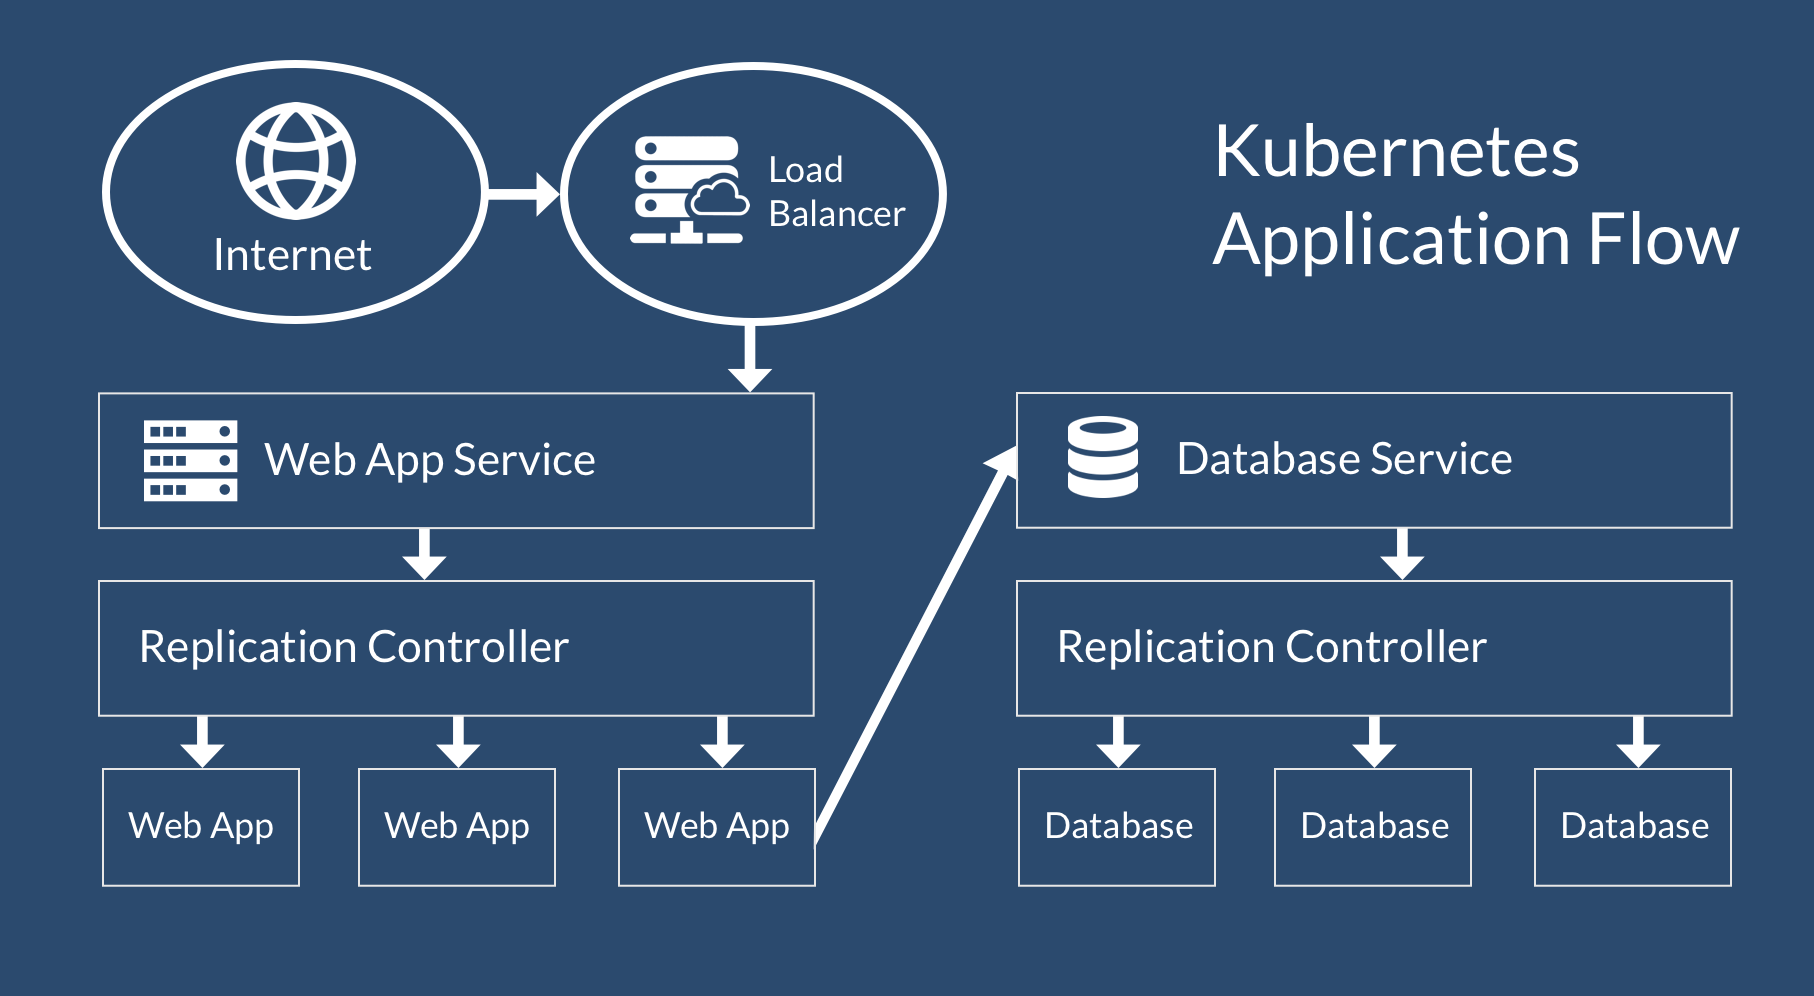 Kubernetes
Application Flow
Internet
Load
Balancer
Web App Service
Database Service
Replication Controller
Replication Controller
Web App
Web App
Web App
Database
Database
Database